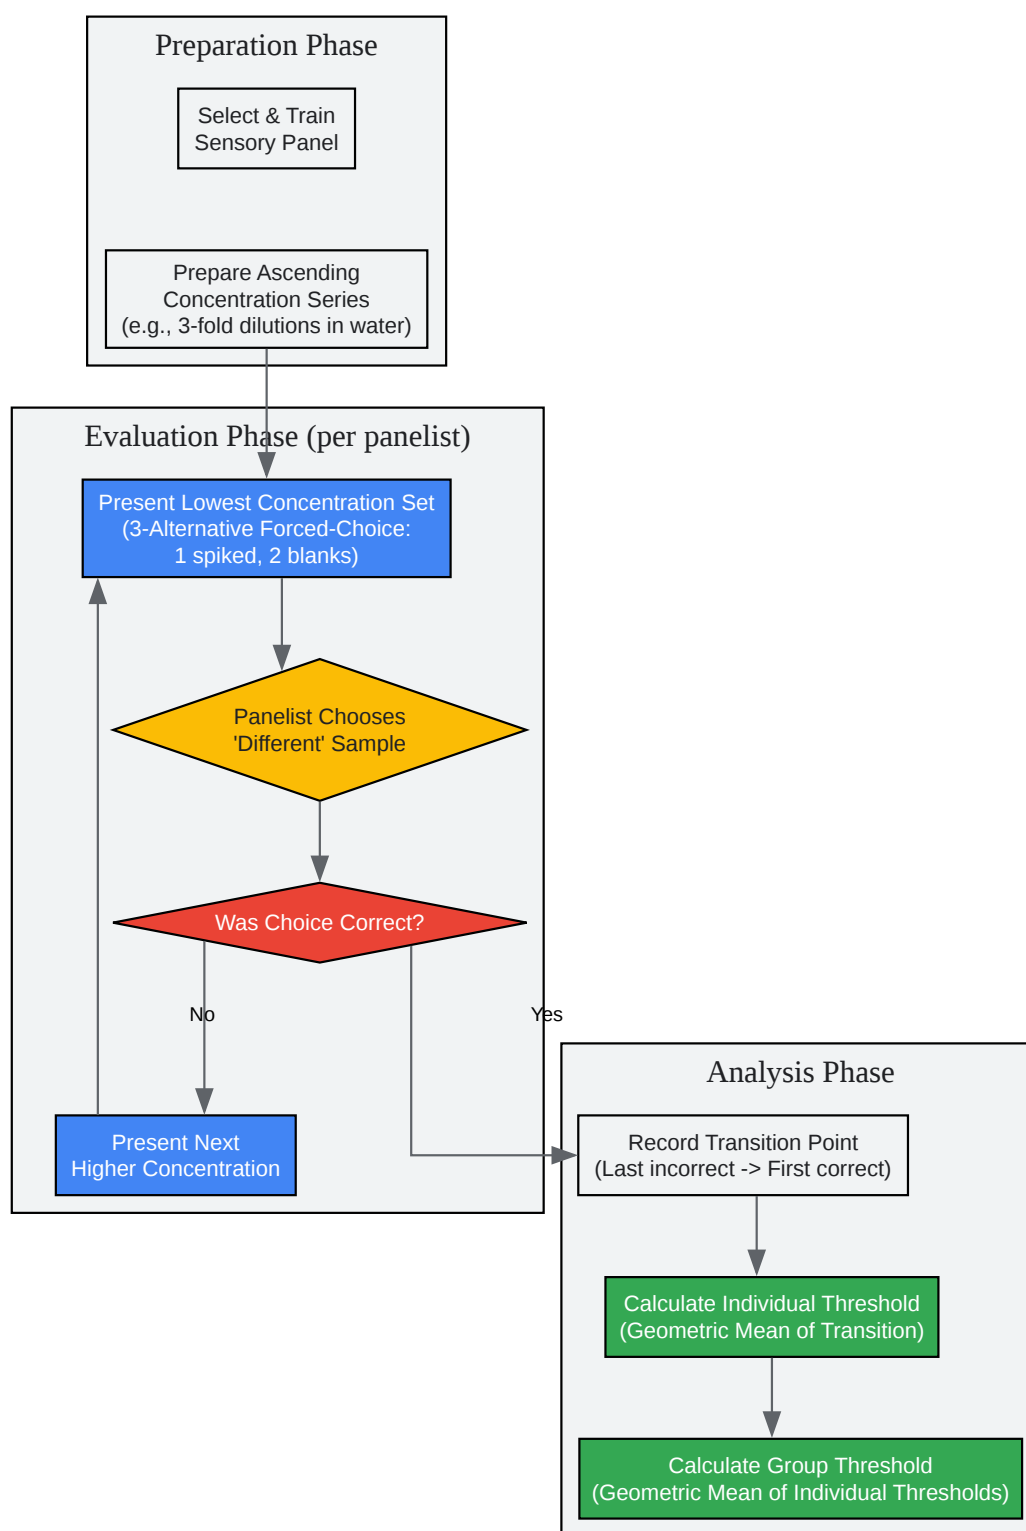 Preparation Phase
Select & Train
Sensory Panel
Prepare Ascending
Concentration Series
(e.g., 3-fold dilutions in water)
Evaluation Phase (per panelist)
Present Lowest Concentration Set
(3-Alternative Forced-Choice:
1 spiked, 2 blanks)
Panelist Chooses
'Different' Sample
Was Choice Correct?
No
Yes
Present Next
Higher Concentration
Analysis Phase
Record Transition Point
(Last incorrect -> First correct)
Calculate Individual Threshold
(Geometric Mean of Transition)
Calculate Group Threshold
(Geometric Mean of Individual Thresholds)